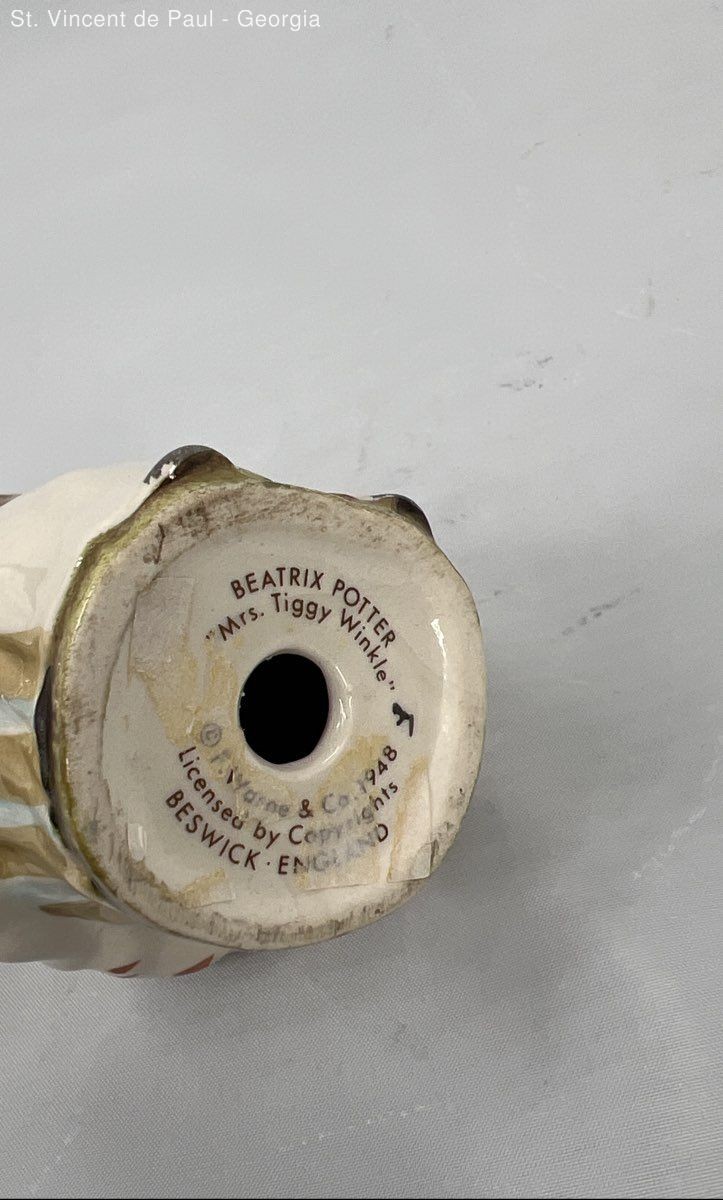 St. Vincent de Paul - Georgia
BEATRIX POTTER
"Mrs. Tiggy Winkle"
© F. Warne & Co. 1948
Licensed by Copyrights
BESWICK · ENGLAND